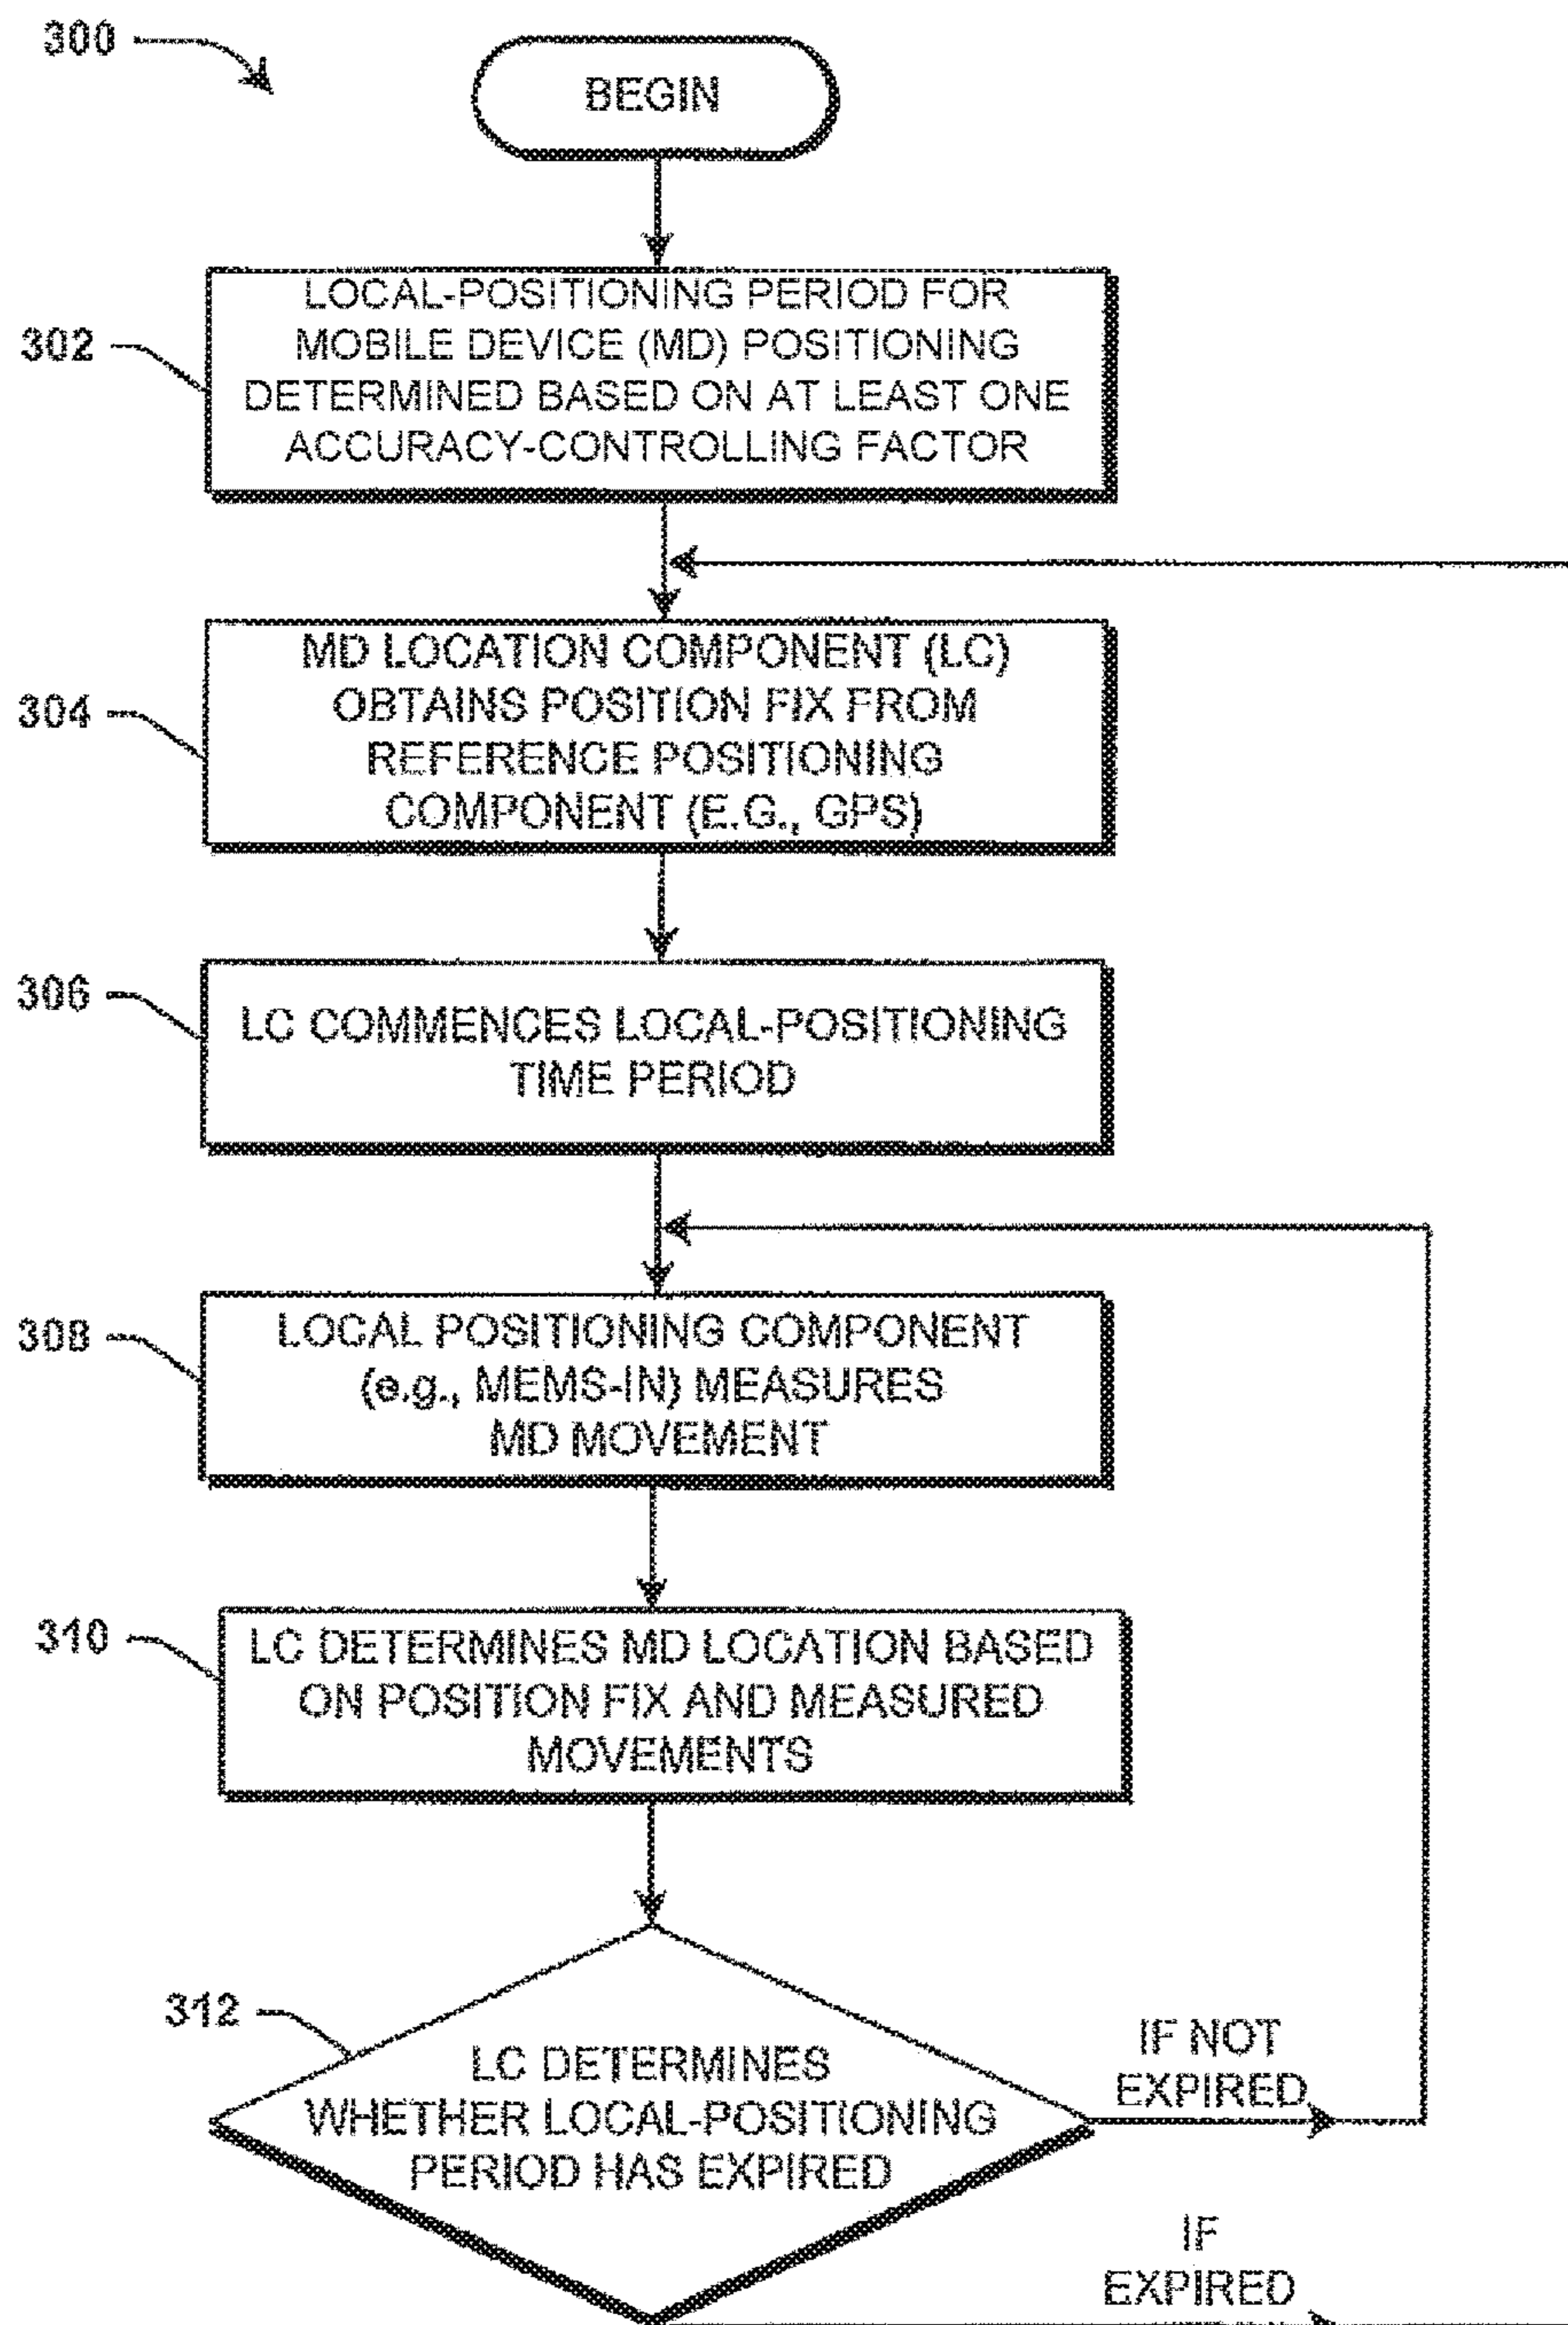 300
BEGIN
302
LOCAL-POSITIONING PERIOD FOR
MOBILE DEVICE (MD) POSITIONING
DETERMINED BASED ON AT LEAST ONE
ACCURACY-CONTROLLING FACTOR
304
MD LOCATION COMPONENT (LC)
OBTAINS POSITION FIX FROM
REFERENCE POSITIONING
COMPONENT (E.G., GPS)
306
LC COMMENCES LOCAL-POSITIONING
TIME PERIOD
308
LOCAL POSITIONING COMPONENT
(e.g., MEMS-IN) MEASURES
MD MOVEMENT
310
LC DETERMINES MD LOCATION BASED
ON POSITION FIX AND MEASURED
MOVEMENTS
312
LC DETERMINES
WHETHER LOCAL-POSITIONING
PERIOD HAS EXPIRED
IF NOT
EXPIRED
IF
EXPIRED